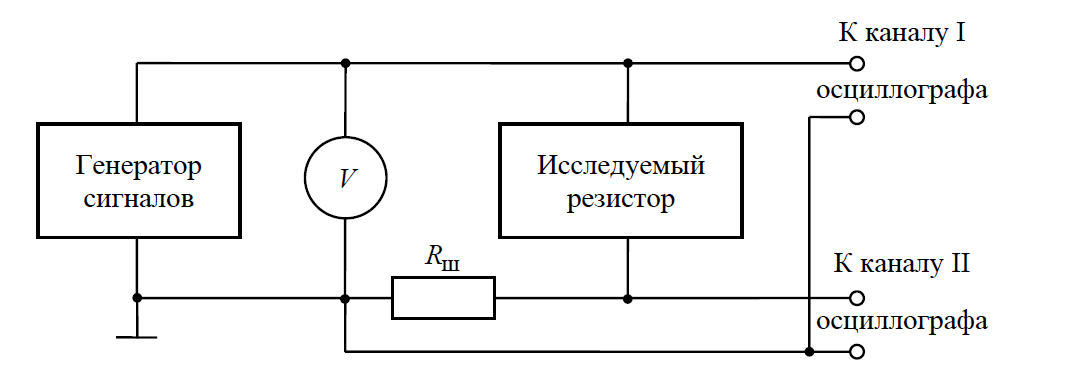 К каналу I
осциллографа
Генератор
сигналов
V
Исследуемый
резистор
Rш
К каналу II
осциллографа